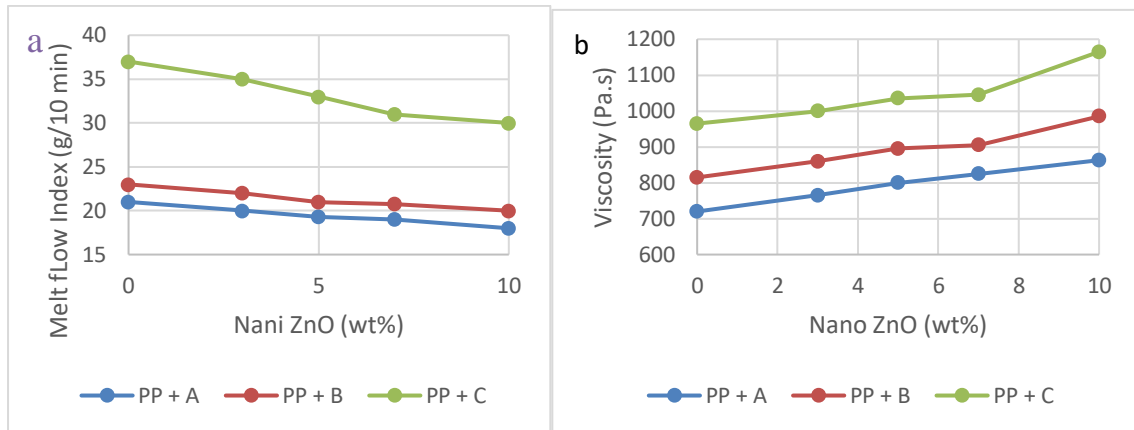 a
Melt fLow Index (g/10 min)
40
35
30
25
20
15
0 5 10
Nani ZnO (wt%)
PP + A PP + B PP + C
b
Viscosity (Pa.s)
1200
1100
1000
900
800
700
600
0 2 4 6 8 10
Nano ZnO (wt%)
PP + A PP + B PP + C